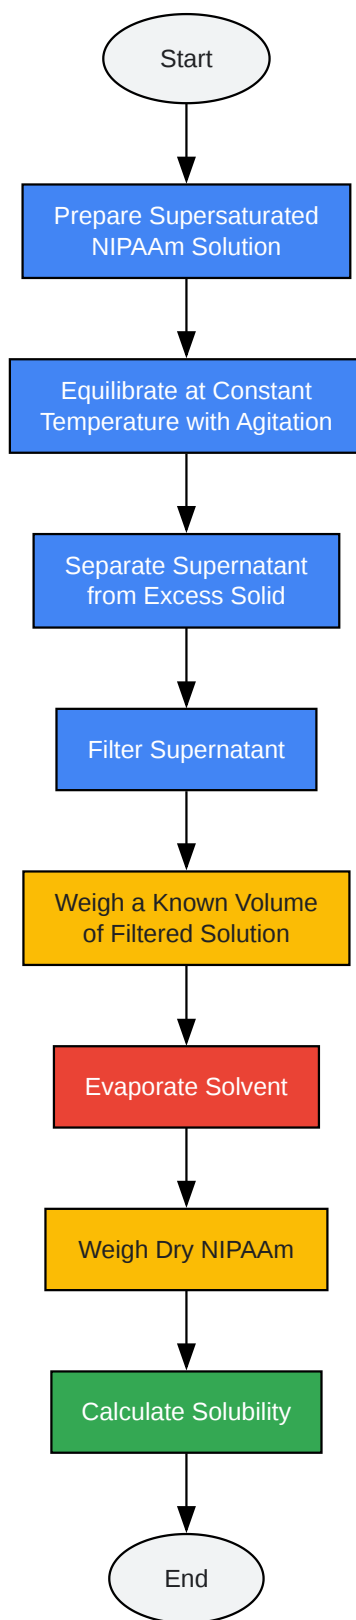 Start
Prepare Supersaturated
NIPAAm Solution
Equilibrate at Constant
Temperature with Agitation
Separate Supernatant
from Excess Solid
Filter Supernatant
Weigh a Known Volume
of Filtered Solution
Evaporate Solvent
Weigh Dry NIPAAm
Calculate Solubility
End